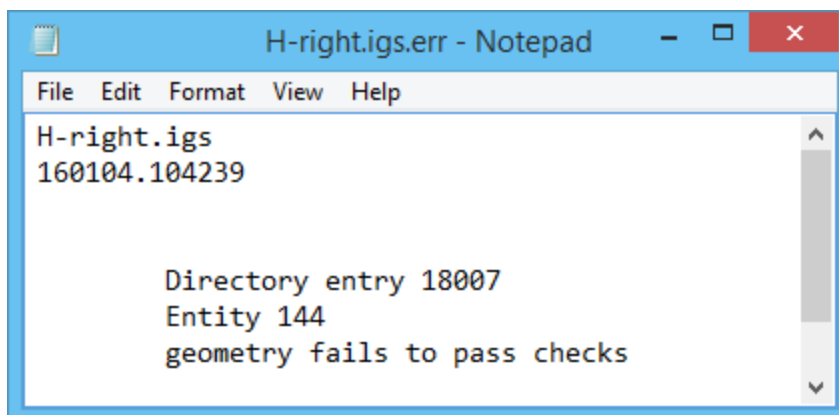 H-right.igs.err - Notepad
File Edit Format View Help
H-right.igs
160104.104239
Directory entry 18007
Entity 144
geometry fails to pass checks